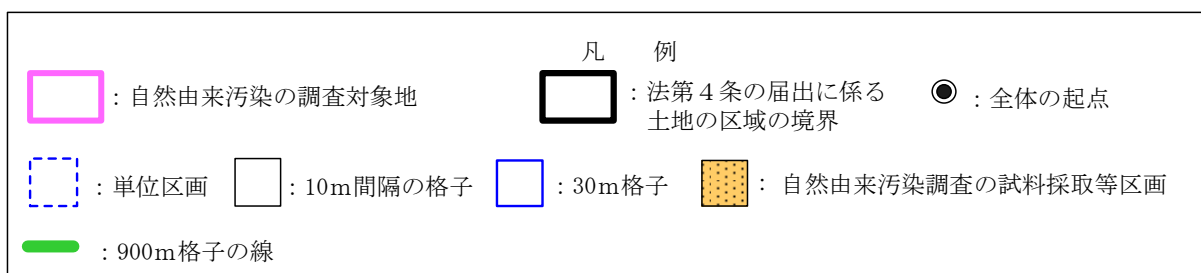 凡　例
：自然由来汚染の調査対象地
：法第４条の届出に係る
土地の区域の境界
：全体の起点
：単位区画
：10m間隔の格子
：30m格子
：自然由来汚染調査の試料採取等区画
：900m格子の線